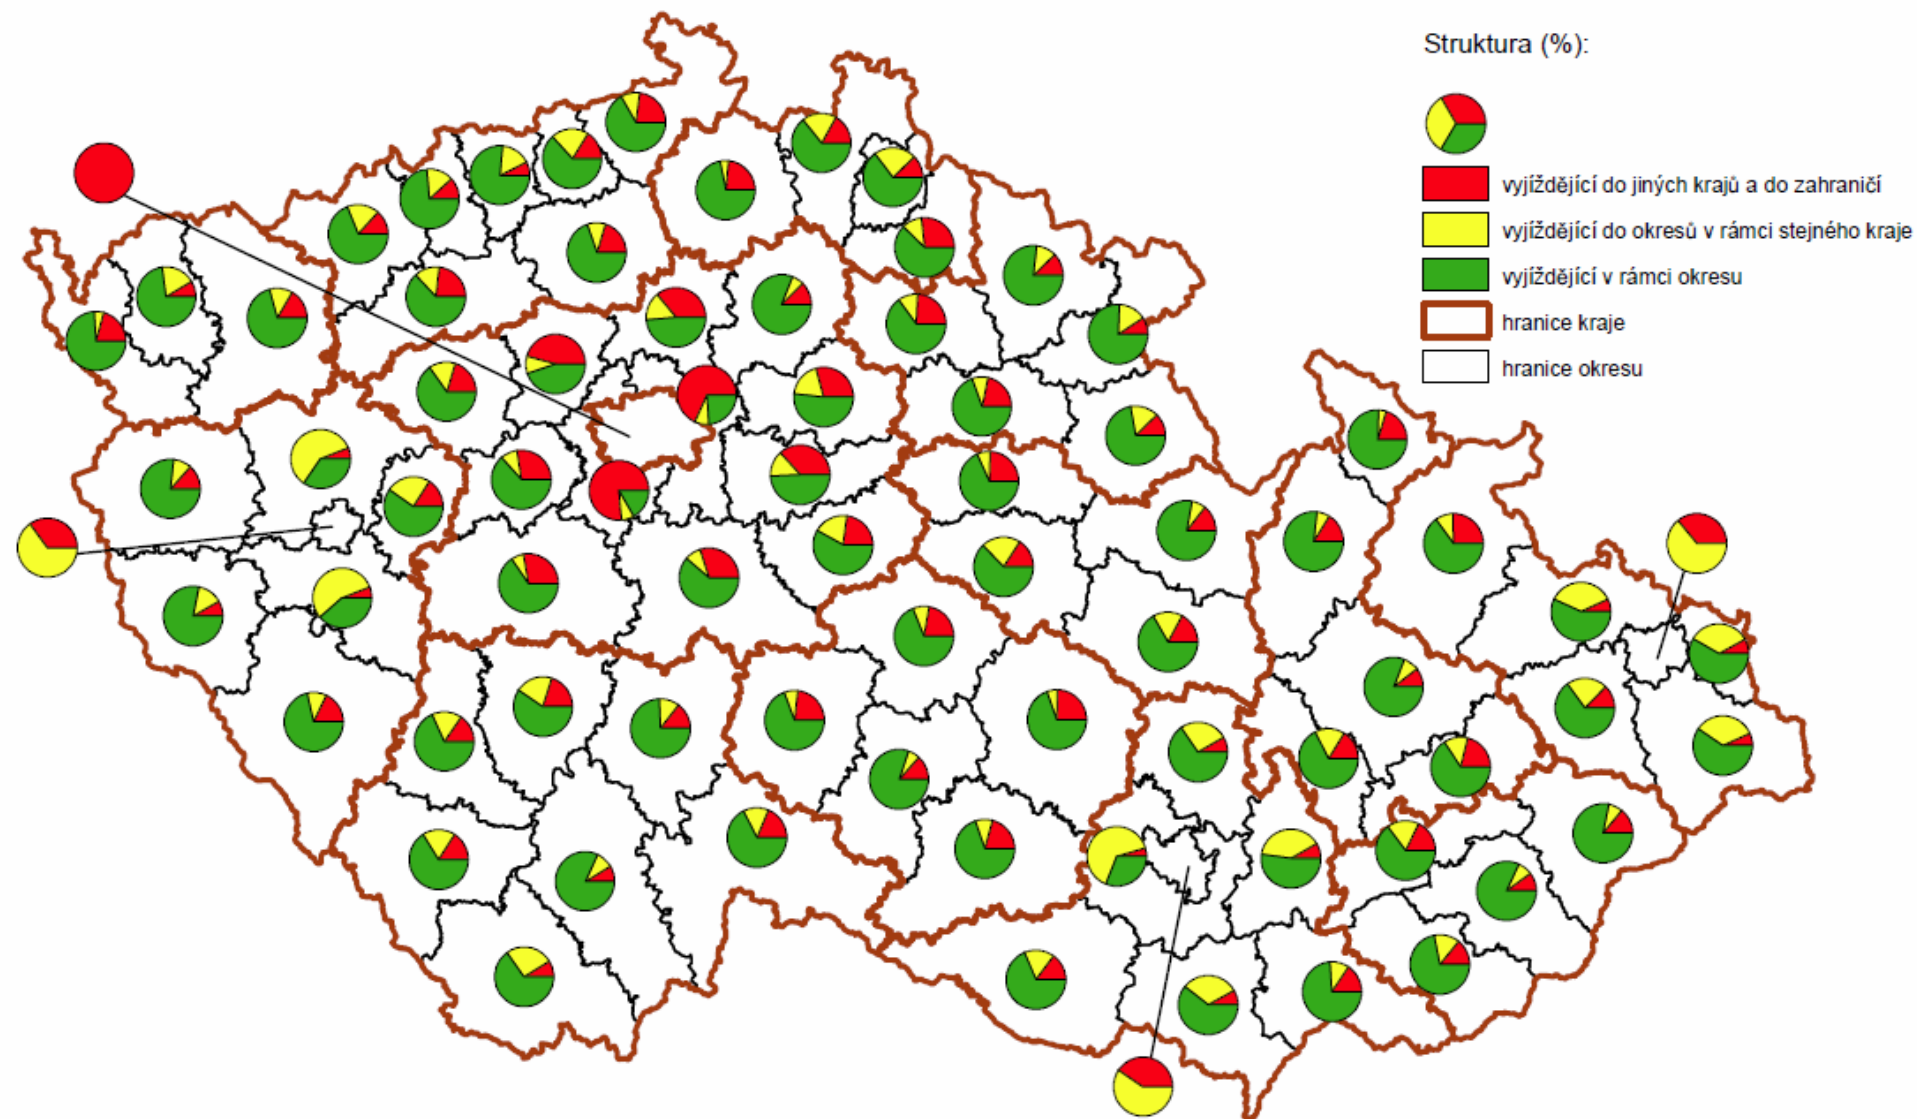 Struktura (%):
vyjíždějící do jiných krajů a do zahraničí
vyjíždějící do okresů v rámci stejného kraje
vyjíždějící v rámci okresu
hranice kraje
hranice okresu